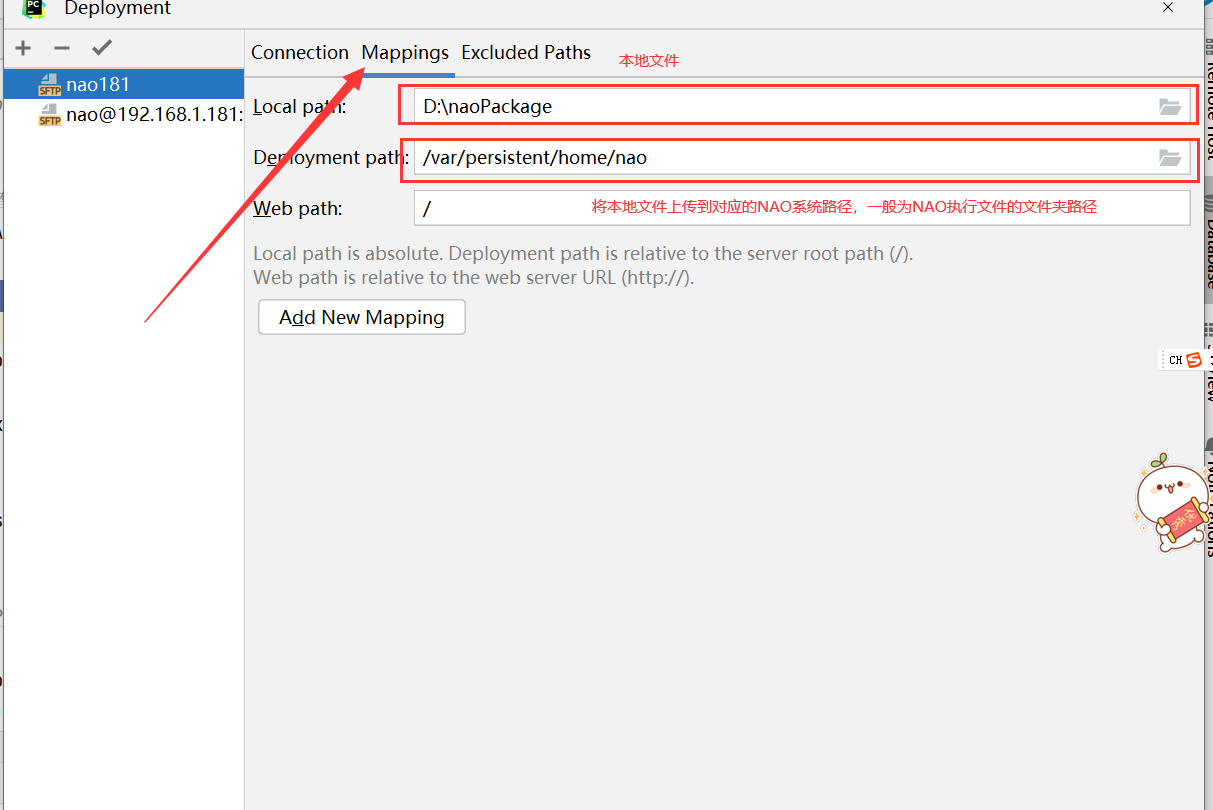 PC
Deployment
Connection Mappings Excluded Paths
本地文件
SFTP nao181
SFTP nao@192.168.1.181:
Local path:
D:\naoPackage
Deployment path:
/var/persistent/home/nao
Web path:
/
将本地文件上传到对应的NAO系统路径，一般为NAO执行文件的文件夹路径
Local path is absolute. Deployment path is relative to the server root path (/).
Web path is relative to the web server URL (http://).
Add New Mapping
CH
Database